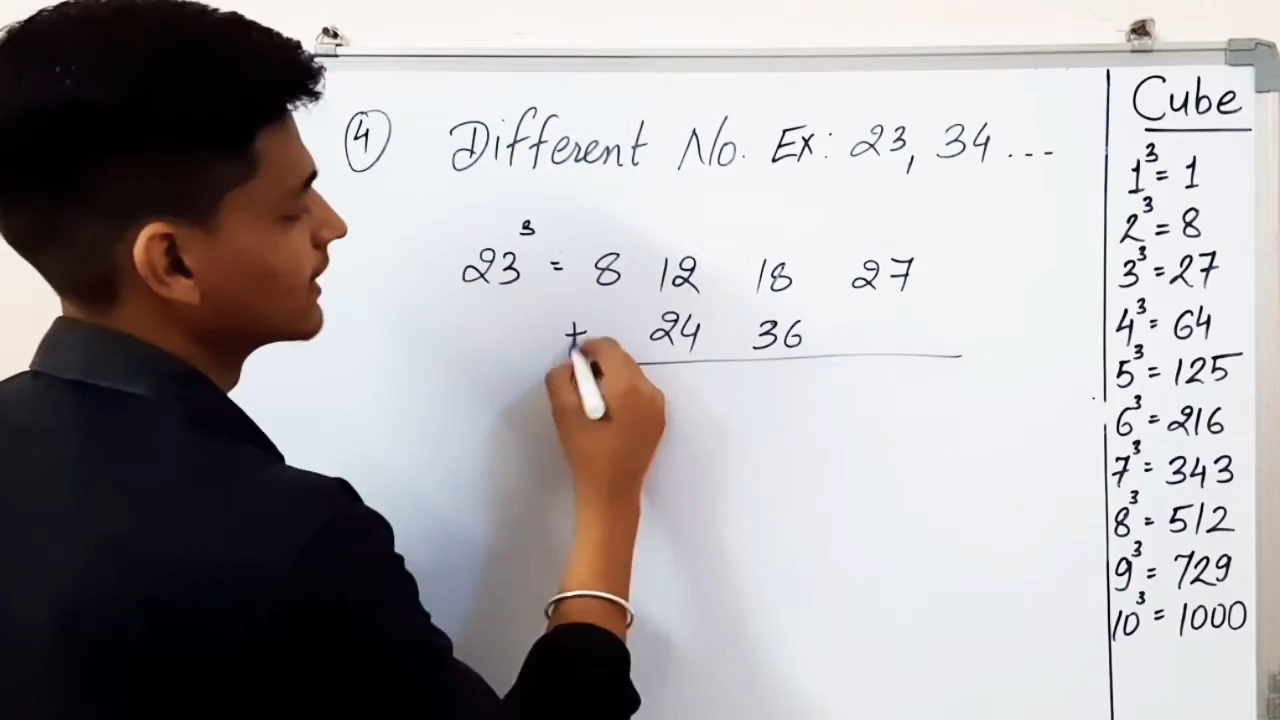 ④ Different No. Ex: 23, 34 ...
23³ = 8 12 18 27
+ 24 36
Cube
1³ = 1
2³ = 8
3³ = 27
4³ = 64
5³ = 125
6³ = 216
7³ = 343
8³ = 512
9³ = 729
10³ = 1000